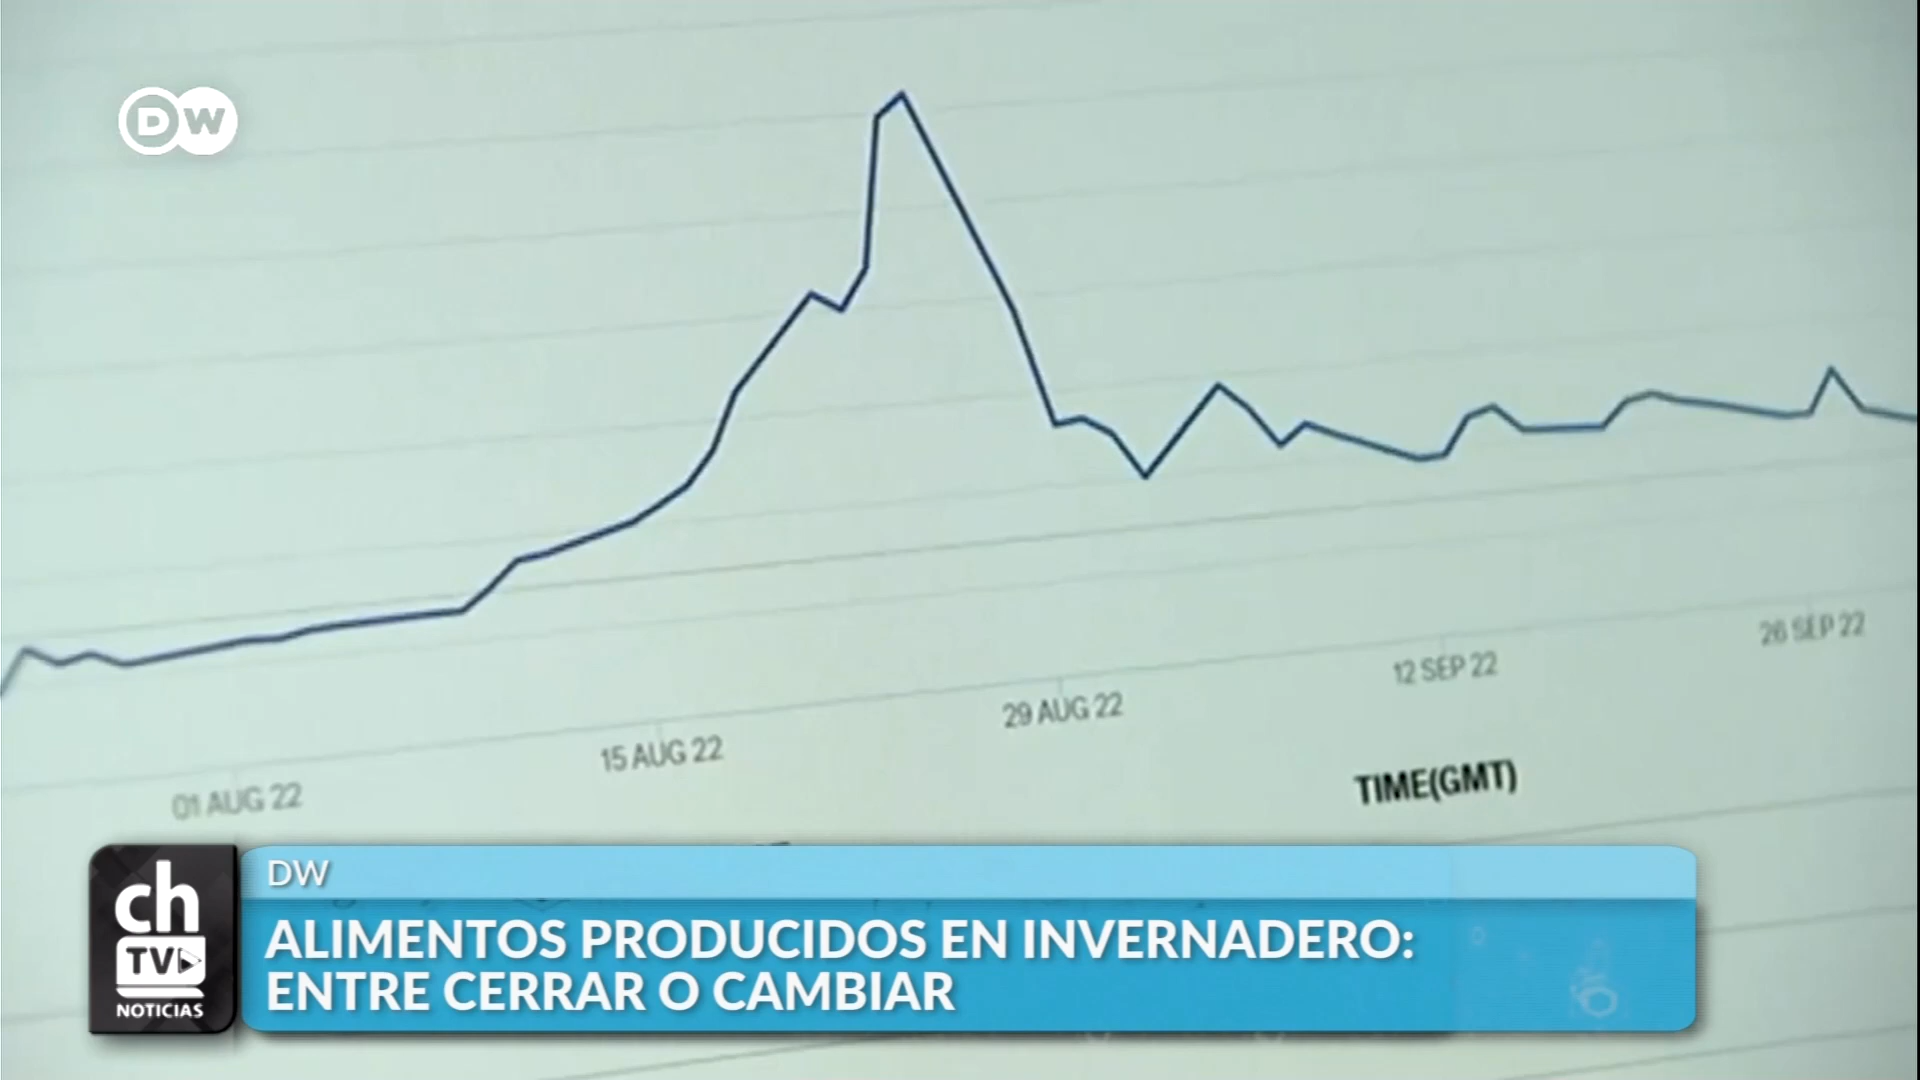 DW
01 AUG 22
15 AUG 22
29 AUG 22
12 SEP 22
26 SEP 22
TIME(GMT)
ch
TV
NOTICIAS
DW
ALIMENTOS PRODUCIDOS EN INVERNADERO:
ENTRE CERRAR O CAMBIAR